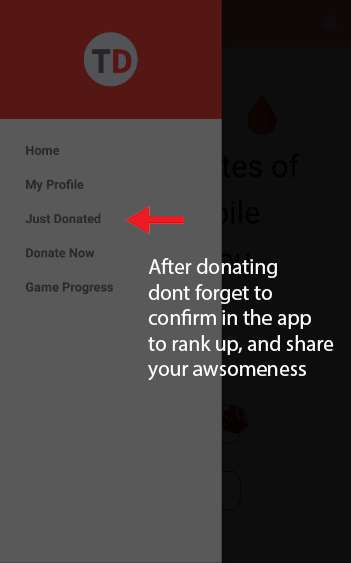 TD
Home
My Profile
Just Donated
Donate Now
Game Progress
tes of
After donating
dont forget to
confirm in the app
to rank up, and share
your awsomeness